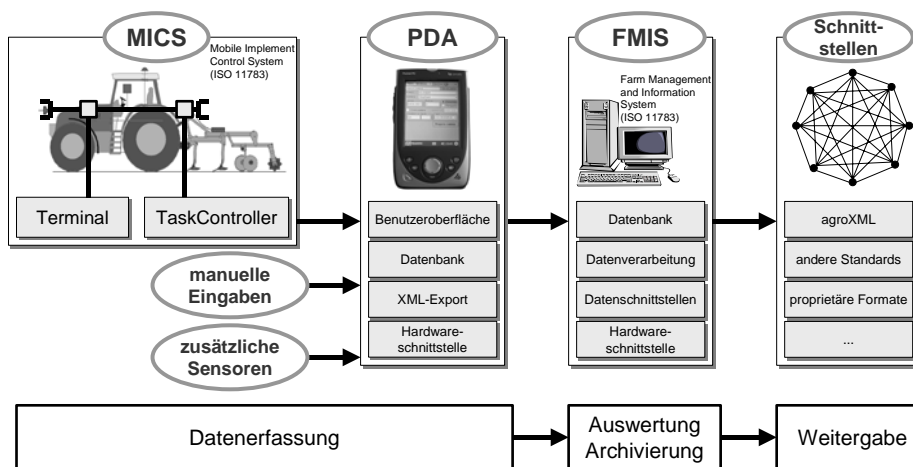 MICS
Mobile Implement
Control System
(ISO 11783)
Terminal
TaskController
manuelle
Eingaben
zusätzliche
Sensoren
PDA
Benutzeroberfläche
Datenbank
XML-Export
Hardware-
schnittstelle
FMIS
Farm Management
and Information
System
(ISO 11783)
Datenbank
Datenverarbeitung
Datenschnittstellen
Hardware-
schnittstelle
Schnitt-
stellen
agroXML
andere Standards
proprietäre Formate
...
Datenerfassung
Auswertung
Archivierung
Weitergabe